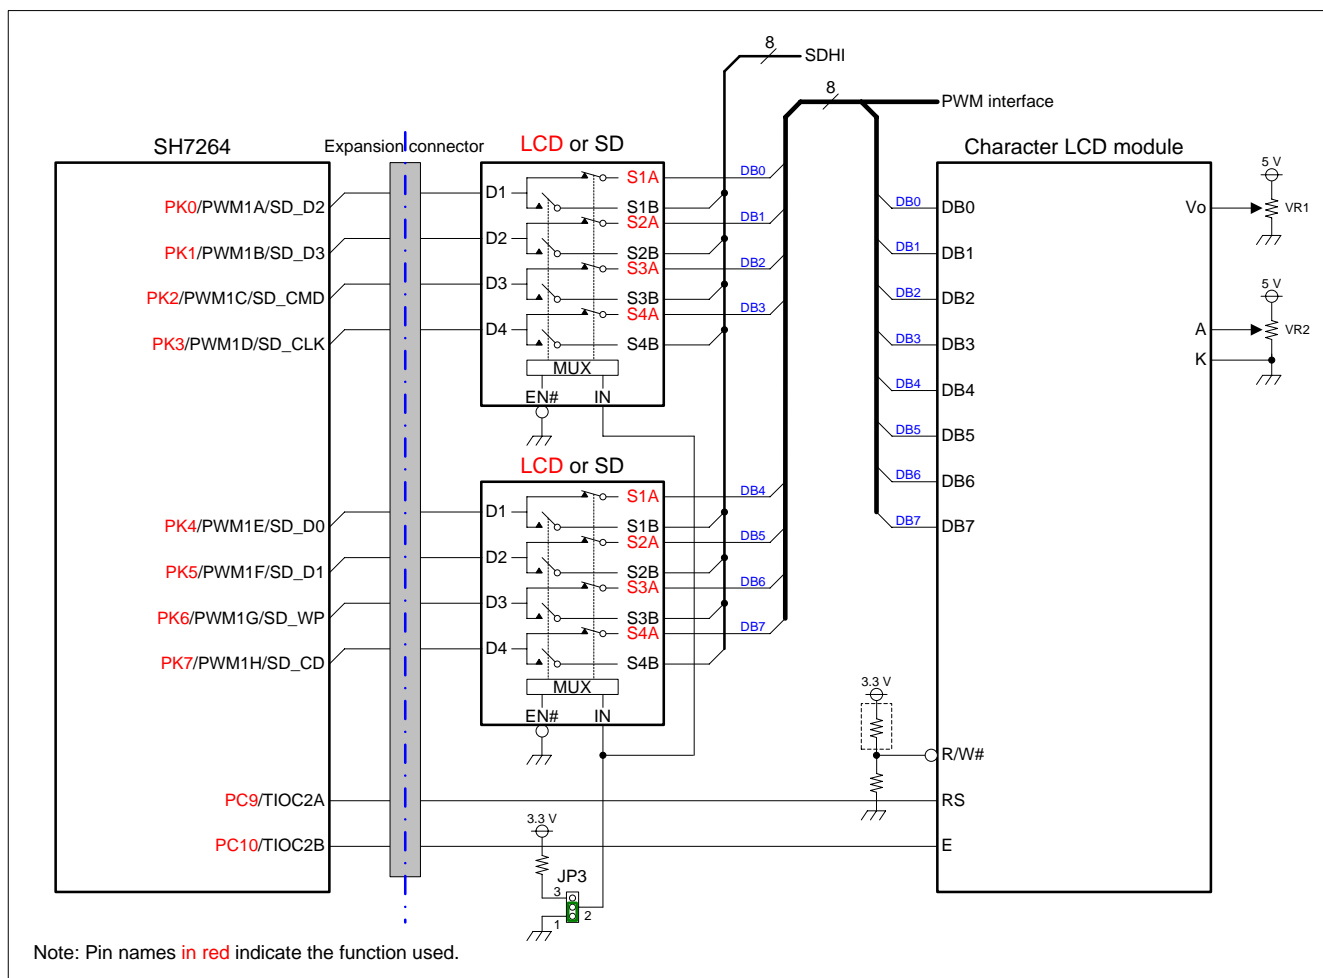 8
SDHI
8
PWM interface
SH7264
Expansion connector
LCD or SD
Character LCD module
PK0/PWM1A/SD_D2
PK1/PWM1B/SD_D3
PK2/PWM1C/SD_CMD
PK3/PWM1D/SD_CLK
PK4/PWM1E/SD_D0
PK5/PWM1F/SD_D1
PK6/PWM1G/SD_WP
PK7/PWM1H/SD_CD
PC9/TIOC2A
PC10/TIOC2B
D1
D2
D3
D4
S1A
S1B
S2A
S2B
S3A
S3B
S4A
S4B
MUX
EN#
IN
DB0
DB1
DB2
DB3
LCD or SD
D1
D2
D3
D4
S1A
S1B
S2A
S2B
S3A
S3B
S4A
S4B
MUX
EN#
IN
DB4
DB5
DB6
DB7
DB0
DB1
DB2
DB3
DB4
DB5
DB6
DB7
DB0
DB1
DB2
DB3
DB4
DB5
DB6
DB7
Vo
5 V
VR1
A
5 V
VR2
K
3.3 V
R/W#
RS
E
3.3 V
JP3
3
2
1
Note: Pin names in red indicate the function used.